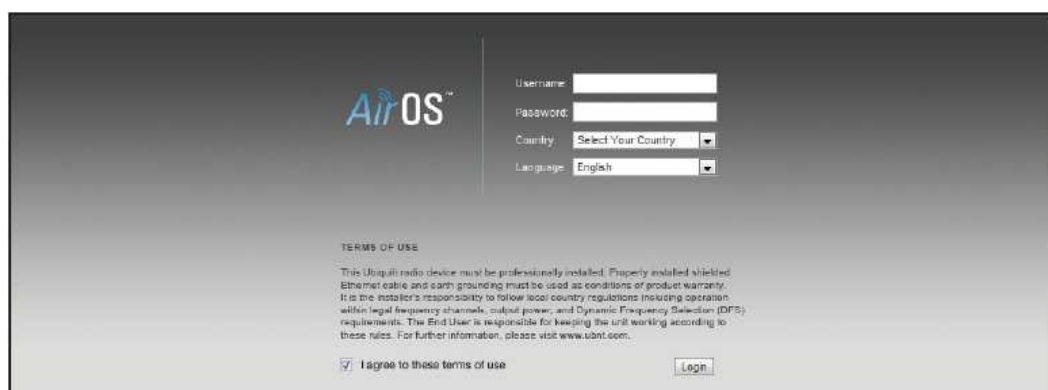 AirOS™
Username:
Password:
Country: Select Your Country
Language: English
TERMS OF USE
This Ubiquiti radio device must be professionally installed. Properly installed shielded
Ethernet cable and earth grounding must be used as conditions of product warranty.
It is the installer's responsibility to follow local country regulations including operation
within legal frequency channels, output power, and Dynamic Frequency Selection (DFS)
requirements. The End User is responsible for keeping the unit working according to
these rules. For further information, please visit www.ubnt.com.
I agree to these terms of use
Login